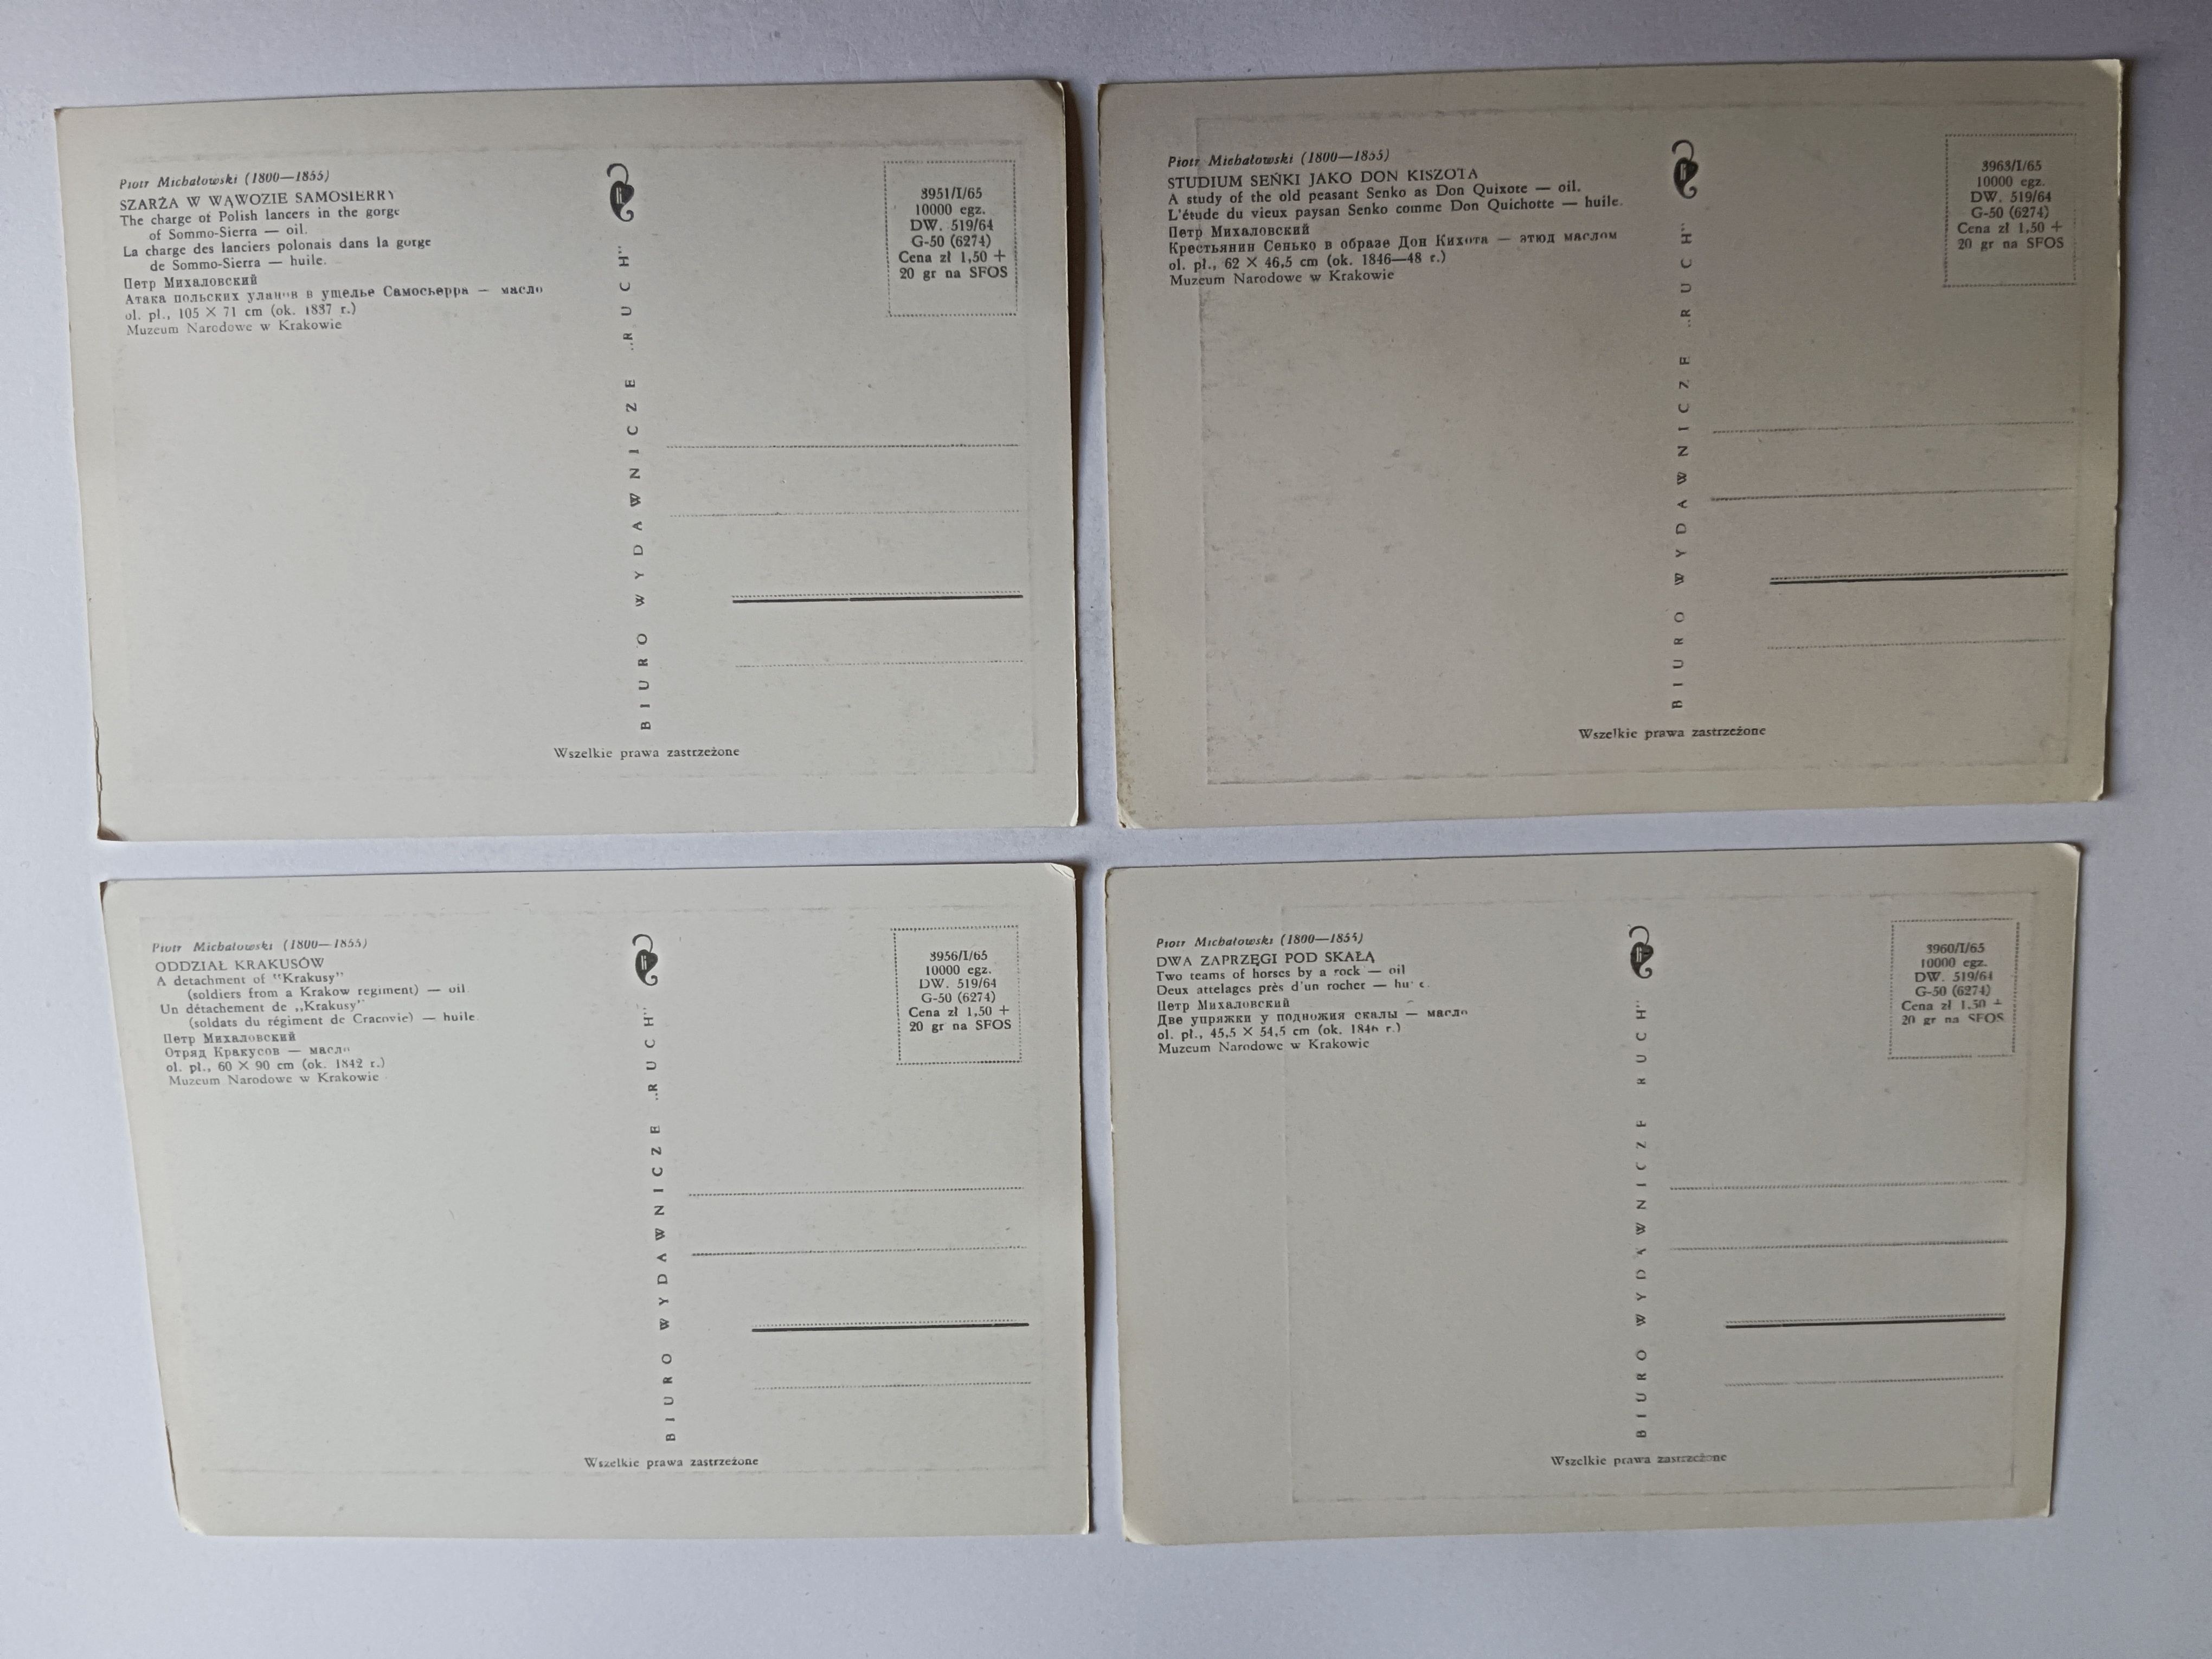 Piotr Michałowski (1800—1855)
SZARŻA W WĄWOZIE SAMOSIERRY
The charge of Polish lancers in the gorge
of Sommo-Sierra — oil.
La charge des lanciers polonais dans la gorge
de Sommo-Sierra — huile.
Петр Михаловский
Атака польских уланов в ущелье Самосьерра — масло
ol. pł., 105 × 71 cm (ok. 1837 r.)
Muzeum Narodowe w Krakowie
BIURO WYDAWNICZE „RUCH"
3951/I/65
10000 egz.
DW. 519/64
G-50 (6274)
Cena zł 1,50 +
20 gr na SFOS
Wszelkie prawa zastrzeżone
Piotr Michałowski (1800—1855)
STUDIUM SEŃKI JAKO DON KISZOTA
A study of the old peasant Senko as Don Quixote — oil.
L'étude du vieux paysan Senko comme Don Quichotte — huile.
Петр Михаловский
Крестьянин Сенько в образе Дон Кихота — этюд маслом
ol. pł., 62 × 46,5 cm (ok. 1846—48 r.)
Muzeum Narodowe w Krakowie
BIURO WYDAWNICZE „RUCH"
3963/I/65
10000 egz.
DW. 519/64
G-50 (6274)
Cena zł 1,50 +
20 gr na SFOS
Wszelkie prawa zastrzeżone
Piotr Michałowski (1800—1855)
ODDZIAŁ KRAKUSÓW
A detachment of "Krakusy"
(soldiers from a Krakow regiment) — oil
Un détachement de „Krakusy"
(soldats du régiment de Cracovie) — huile
Петр Михаловский
Отряд Кракусов — масло
ol. pł., 60 × 90 cm (ok. 1842 r.)
Muzeum Narodowe w Krakowie
BIURO WYDAWNICZE „RUCH"
3956/I/65
10000 egz.
DW. 519/64
G-50 (6274)
Cena zł 1,50 +
20 gr na SFOS
Wszelkie prawa zastrzeżone
Piotr Michałowski (1800—1855)
DWA ZAPRZĘGI POD SKAŁĄ
Two teams of horses by a rock — oil
Deux attelages près d'un rocher — huile.
Петр Михаловский
Две упряжки у подножия скалы — масло
ol. pł., 45,5 × 54,5 cm (ok. 1846 r.)
Muzeum Narodowe w Krakowie
BIURO WYDAWNICZE RUCH"
3960/I/65
10000 egz.
DW. 519/64
G-50 (6274)
Cena zł 1,50 +
20 gr na SFOS
Wszelkie prawa zastrzeżone